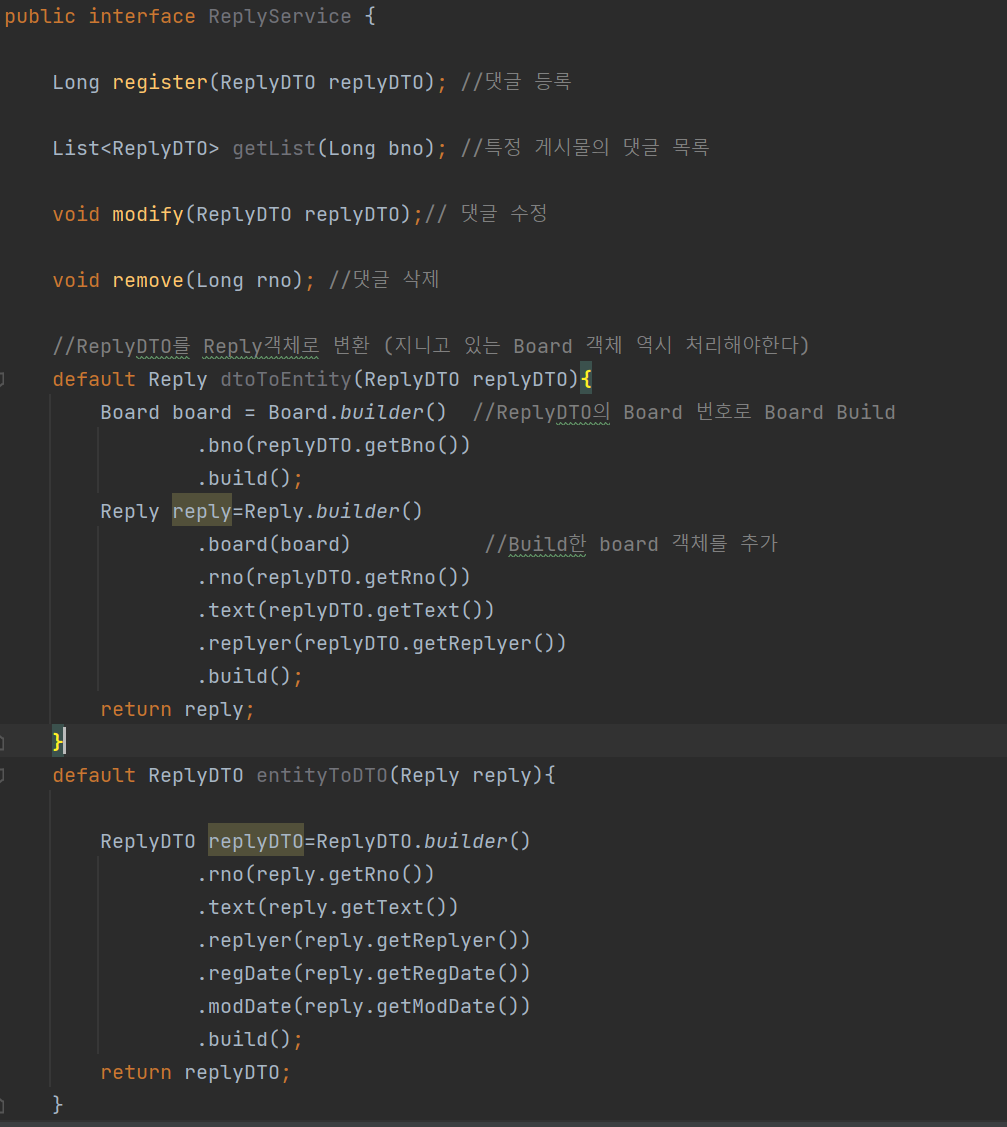 public interface ReplyService {
Long register(ReplyDTO replyDTO); //댓글 등록
List<ReplyDTO> getList(Long bno); //특정 게시물의 댓글 목록
void modify(ReplyDTO replyDTO);// 댓글 수정
void remove(Long rno); //댓글 삭제
//ReplyDTO를 Reply객체로 변환 (지니고 있는 Board 객체 역시 처리해야한다)
default Reply dtoToEntity(ReplyDTO replyDTO){
Board board = Board.builder()  //ReplyDTO의 Board 번호로 Board Build
.bno(replyDTO.getBno())
.build();
Reply reply=Reply.builder()
.board(board)           //Build한 board 객체를 추가
.rno(replyDTO.getRno())
.text(replyDTO.getText())
.replyer(replyDTO.getReplyer())
.build();
return reply;
}
default ReplyDTO entityToDTO(Reply reply){
ReplyDTO replyDTO=ReplyDTO.builder()
.rno(reply.getRno())
.text(reply.getText())
.replyer(reply.getReplyer())
.regDate(reply.getRegDate())
.modDate(reply.getModDate())
.build();
return replyDTO;
}